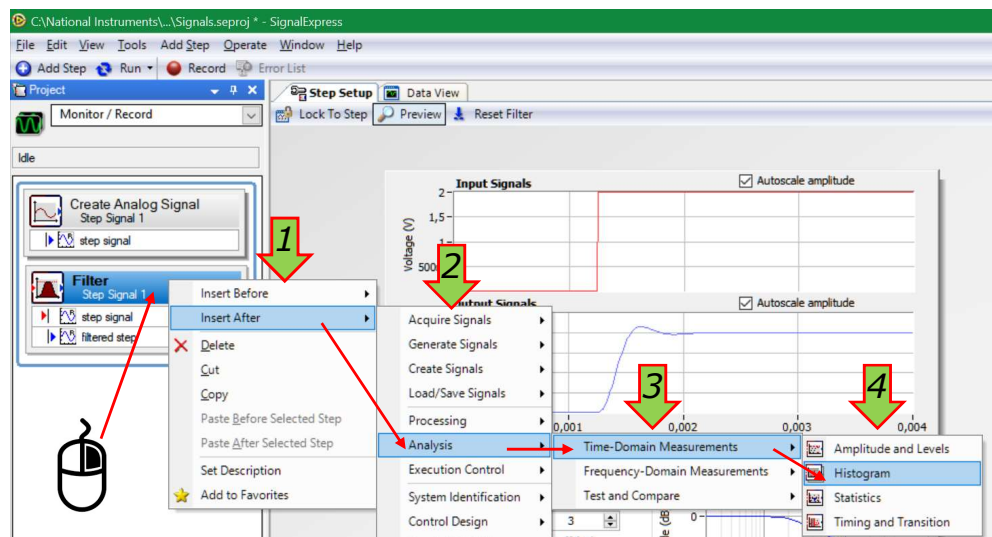 C:\National Instruments\...\Signals.seproj * - SignalExpress
File Edit View Tools Add Step Operate Window Help
Add Step Run Record Error List
Project
Monitor / Record
Idle
Create Analog Signal
Step Signal 1
step signal
Filter
Step Signal 1
step signal
filtered step
Step Setup Data View
Lock To Step Preview Reset Filter
Input Signals
Autoscale amplitude
Voltage (V)
2
1,5
1
500
Output Signals
Autoscale amplitude
0,001 0,002 0,003 0,004
1
Insert Before
Insert After
Delete
Cut
Copy
Paste Before Selected Step
Paste After Selected Step
Set Description
Add to Favorites
2
Acquire Signals
Generate Signals
Create Signals
Load/Save Signals
Processing
Analysis
Execution Control
System Identification
Control Design
3
Time-Domain Measurements
Frequency-Domain Measurements
Test and Compare
4
Amplitude and Levels
Histogram
Statistics
Timing and Transition
3
(dB
0